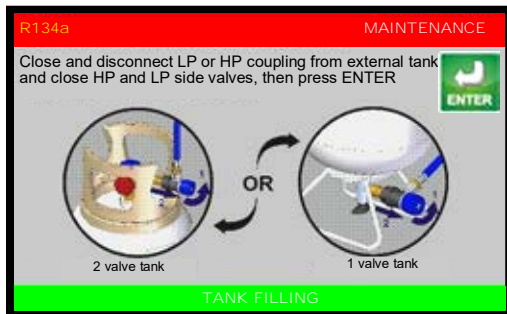 R134a MAINTENANCE
Close and disconnect LP or HP coupling from external tank
and close HP and LP side valves, then press ENTER
ENTER
OR
2 valve tank
1 valve tank
TANK FILLING